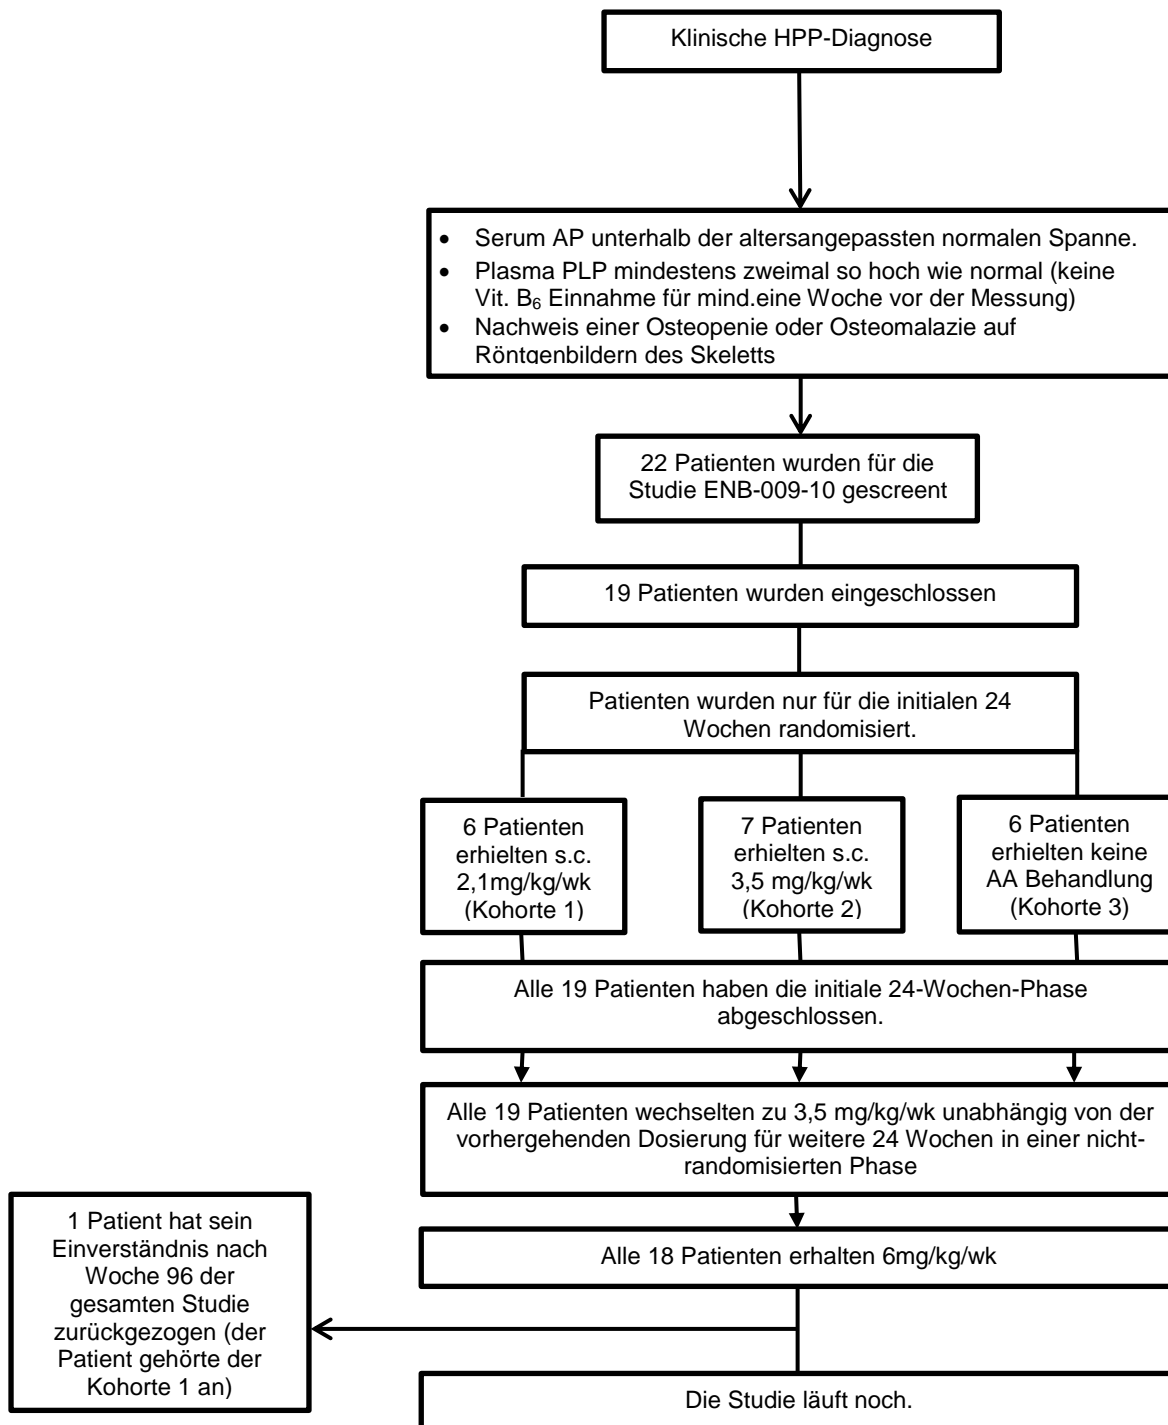 Klinische HPP-Diagnose
• Serum AP unterhalb der altersangepassten normalen Spanne.
• Plasma PLP mindestens zweimal so hoch wie normal (keine
Vit. B₆ Einnahme für mind.eine Woche vor der Messung)
• Nachweis einer Osteopenie oder Osteomalazie auf
Röntgenbildern des Skeletts
22 Patienten wurden für die
Studie ENB-009-10 gescreent
19 Patienten wurden eingeschlossen
Patienten wurden nur für die initialen 24
Wochen randomisiert.
6 Patienten
erhielten s.c.
2,1mg/kg/wk
(Kohorte 1)
7 Patienten
erhielten s.c.
3,5 mg/kg/wk
(Kohorte 2)
6 Patienten
erhielten keine
AA Behandlung
(Kohorte 3)
Alle 19 Patienten haben die initiale 24-Wochen-Phase
abgeschlossen.
Alle 19 Patienten wechselten zu 3,5 mg/kg/wk unabhängig von der
vorhergehenden Dosierung für weitere 24 Wochen in einer nicht-
randomisierten Phase
1 Patient hat sein
Einverständnis nach
Woche 96 der
gesamten Studie
zurückgezogen (der
Patient gehörte der
Kohorte 1 an)
Alle 18 Patienten erhalten 6mg/kg/wk
Die Studie läuft noch.